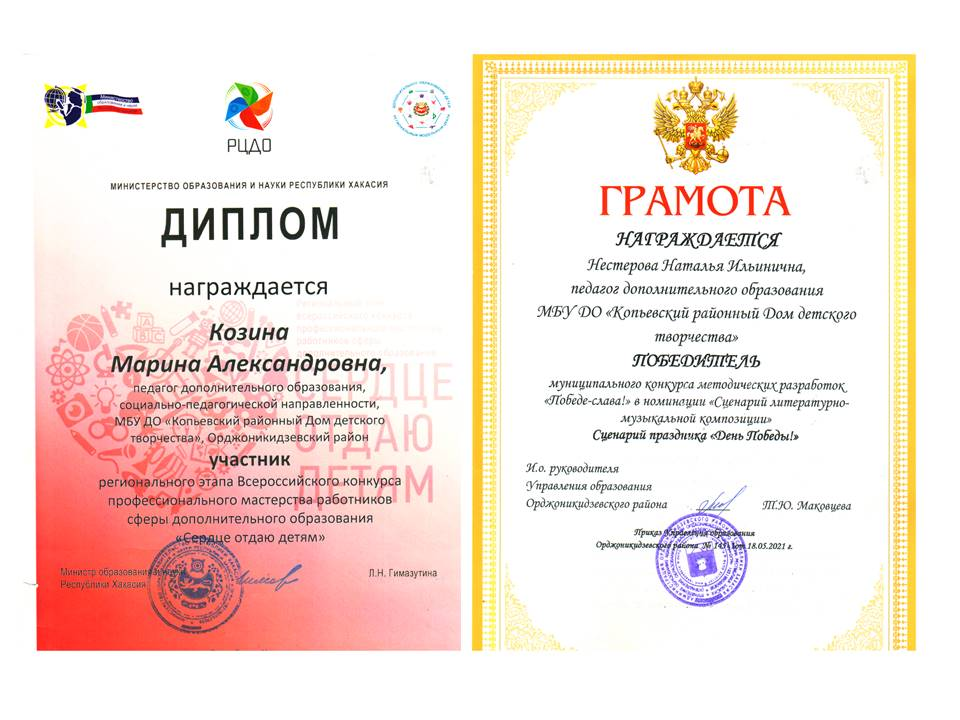 Министерство
образования и науки
РЦДО
МИНИСТЕРСТВО ОБРАЗОВАНИЯ И НАУКИ РЕСПУБЛИКИ ХАКАСИЯ
ДИПЛОМ
награждается
Козина
Марина Александровна,
педагог дополнительного образования,
социально-педагогической направленности,
МБУ ДО «Копьевский районный Дом детского
творчества», Орджоникидзевский район
участник
регионального этапа Всероссийского конкурса
профессионального мастерства работников
сферы дополнительного образования
«Сердце отдаю детям»
Министр образования
Республики Хакасия
Л.Н. Гимазутина
СЕРДЦЕ
ОТДАЮ
ДЕТЯМ
ГРАМОТА
НАГРАЖДАЕТСЯ
Нестерова Наталья Ильинична,
педагог дополнительного образования
МБУ ДО «Копьевский районный Дом детского
творчества»
ПОБЕДИТЕЛЬ
муниципального конкурса методических разработок
«Победе-слава!» в номинации «Сценарий литературно-
музыкальной композиции»
Сценарий праздника «День Победы!»
И.о. руководителя
Управления образования
Орджоникидзевского района
Т.Ю. Маковцева
Приказ Управления образования
Орджоникидзевского района № 143 от 18.05.2021 г.